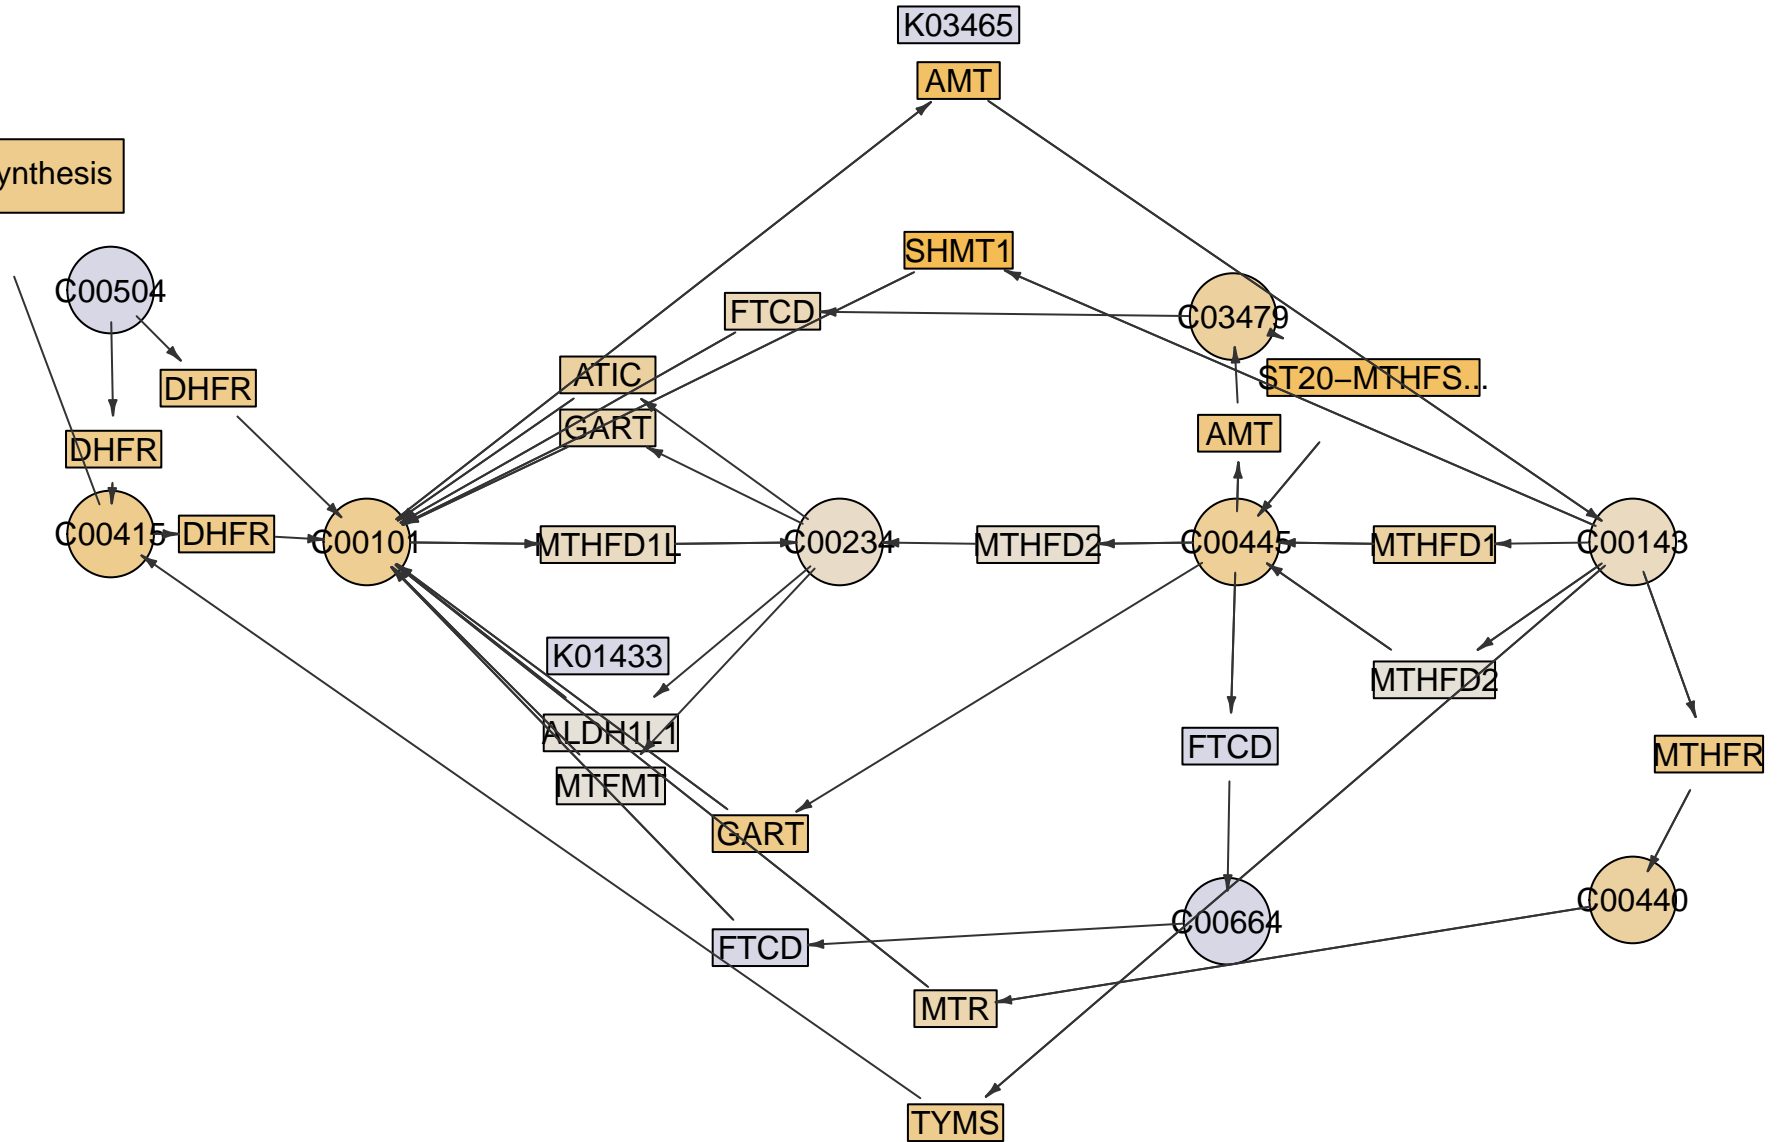 K03465
AMT
ynthesis
SHMT1
C00504
FTCD
C03479
ATIC
ST20−MTHFS...
DHFR
GART
AMT
DHFR
C00415
DHFR
C00101
MTHFD1L
C00234
MTHFD2
C00445
MTHFD1
C00143
K01433
MTHFD2
ALDH1L1
FTCD
MTHFR
MTFMT
GART
C00440
C00664
FTCD
MTR
TYMS